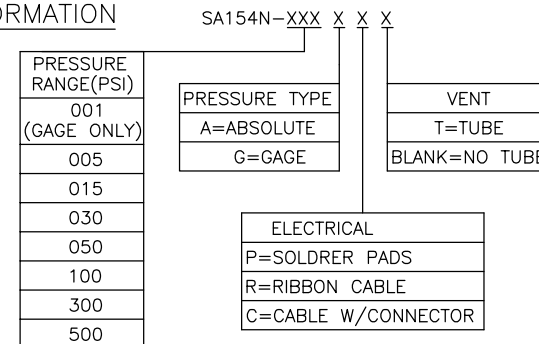 ORMATION
SA154N-XXX X X X
PRESSURE
RANGE(PSI)
001
(GAGE ONLY)
005
015
030
050
100
300
500
PRESSURE TYPE
A=ABSOLUTE
G=GAGE
VENT
T=TUBE
BLANK=NO TUBE
ELECTRICAL
P=SOLDRER PADS
R=RIBBON CABLE
C=CABLE W/CONNECTOR